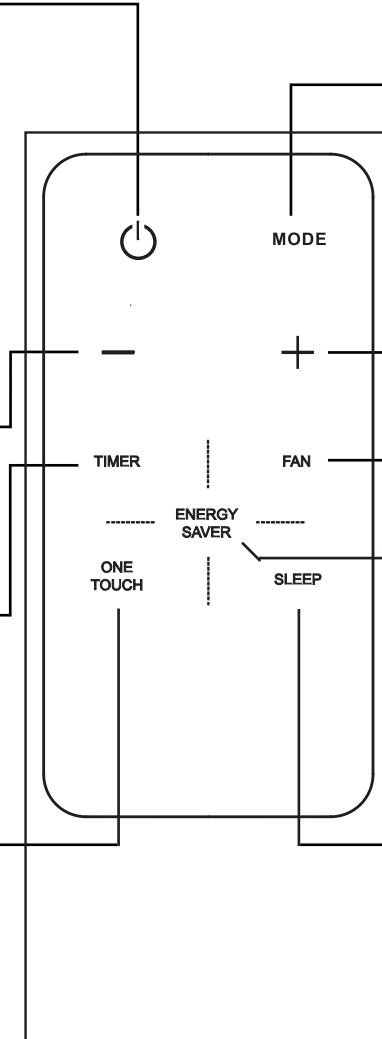 MODE
− +
TIMER
FAN
ENERGY
SAVER
ONE
TOUCH
SLEEP